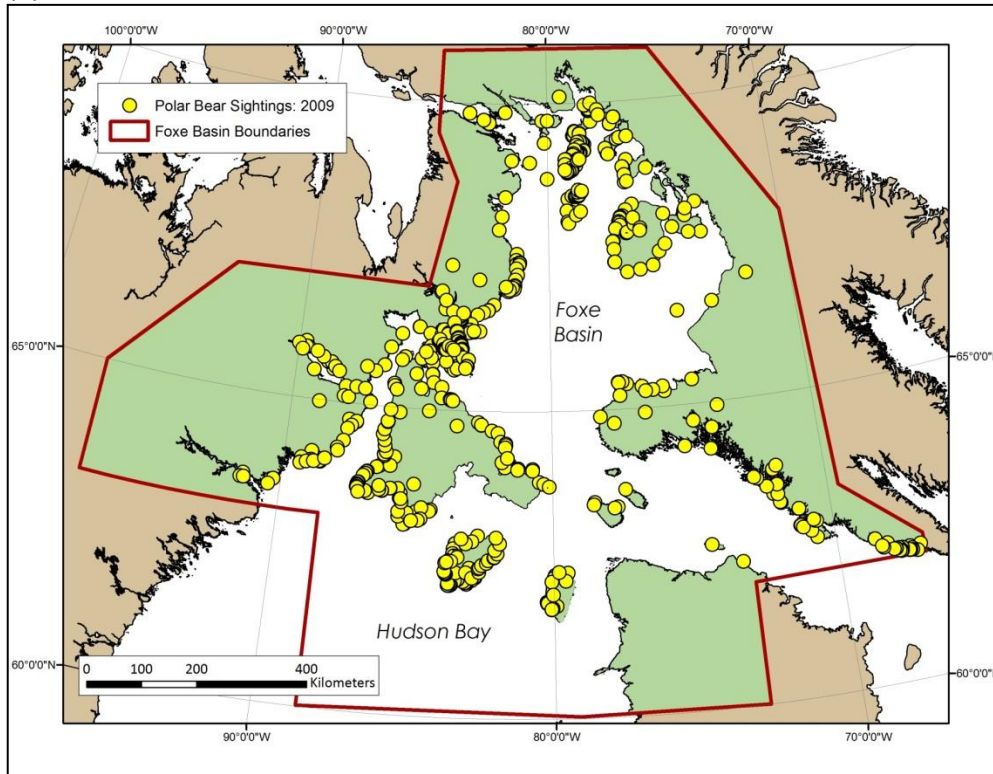 100°0'0"W 90°0'0"W 80°0'0"W 70°0'0"W
Polar Bear Sightings: 2009
Foxe Basin Boundaries
Foxe
Basin
65°0'0"N 65°0'0"N
Hudson Bay
60°0'0"N 60°0'0"N
0 100 200 400
Kilometers
90°0'0"W 80°0'0"W 70°0'0"W